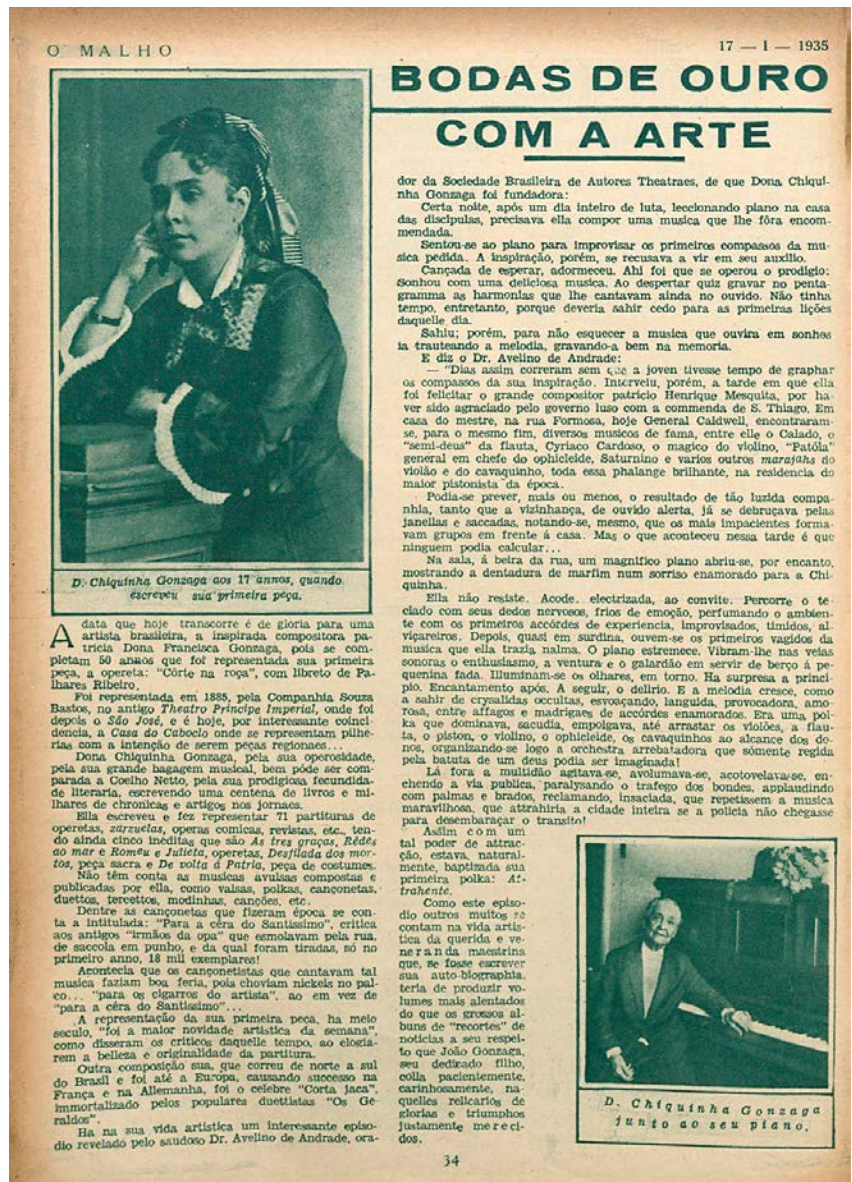 O MALHO
17 — I — 1935
BODAS DE OURO
COM A ARTE
D. Chiquinha Gonzaga aos 17 annos, quando
escreveu sua primeira peça.
A data que hoje transcorre é de gloria para uma
artista brasileira, a inspirada compositora pa-
tricia Dona Francisca Gonzaga, pois se com-
pletam 50 annos que foi representada sua primeira
peça, a opereta: "Côrte na roça", com libreto de Pa-
lhares Ribeiro.
Foi representada em 1885, pela Companhia Souza
Bastos, no antigo Theatro Principe Imperial, onde foi
depois o São José, e é hoje, por interessante coinci-
dencia, a Casa do Caboclo onde se representam pilhe-
rias com a intenção de serem peças regionaes...
Dona Chiquinha Gonzaga, pela sua operosidade,
pela sua grande bagagem musical, bem póde ser com-
parada a Coelho Netto, pela sua prodigiosa fecundida-
de literaria, escrevendo uma centena de livros e mi-
lhares de chronicas e artigos nos jornaes.
Ella escreveu e fez representar 71 partituras de
operetas, zarzuelas, operas comicas, revistas, etc., ten-
do ainda cinco ineditas que são As tres graças, Rêdes
ao mar e Romeu e Julieta, operetas, Desfilada dos mor-
tos, peça sacra e De volta á Patria, peça de costumes.
Não têm conta as musicas avulsas compostas e
publicadas por ella, como valsas, polkas, cançonetas,
duettos, tercettos, modinhas, canções, etc.
Dentre as cançonetas que fizeram época se con-
ta a intitulada: "Para a cêra do Santissimo", critica
aos antigos "irmãos da opa" que esmolavam pela rua,
de saccola em punho, e da qual foram tiradas, só no
primeiro anno, 18 mil exemplares!
Acontecia que os cançonetistas que cantavam tal
musica faziam boa feria, pois choviam nickeis no pal-
co... "para os cigarros do artista", ao em vez de
"para a cêra do Santissimo"...
A representação da sua primeira peça, ha meio
seculo, "foi a maior novidade artistica da semana",
como disseram os criticos daquelle tempo, ao elogia-
rem a belleza e originalidade da partitura.
Outra composição sua, que correu de norte a sul
do Brasil e foi até a Europa, causando successo na
França e na Allemanha, foi o celebre "Corta jaca",
immortalizado pelos populares duettistas "Os Ge-
raldos".
Ha na sua vida artistica um interessante episo-
dio revelado pelo saudoso Dr. Avelino de Andrade, ora-
dor da Sociedade Brasileira de Autores Theatraes, de que Dona Chiqui-
nha Gonzaga foi fundadora:
Certa noite, após um dia inteiro de luta, leccionando piano na casa
das discipulas, precisava ella compor uma musica que lhe fôra encom-
mendada.
Sentou-se ao piano para improvisar os primeiros compassos da mu-
sica pedida. A inspiração, porém, se recusava a vir em seu auxilio.
Cançada de esperar, adormeceu. Ahi foi que se operou o prodigio:
Sonhou com uma deliciosa musica. Ao despertar quiz gravar no penta-
gramma as harmonias que lhe cantavam ainda no ouvido. Não tinha
tempo, entretanto, porque deveria sahir cedo para as primeiras lições
daquelle dia.
Sahiu; porém, para não esquecer a musica que ouvira em sonhos
ia trauteando a melodia, gravando-a bem na memoria.
E diz o Dr. Avelino de Andrade:
— "Dias assim correram sem que a joven tivesse tempo de graphar
os compassos da sua inspiração. Interveiu, porém, a tarde em que ella
foi felicitar o grande compositor patricio Henrique Mesquita, por ha-
ver sido agraciado pelo governo luso com a commenda de S. Thiago. Em
casa do mestre, na rua Formosa, hoje General Caldwell, encontraram-
se, para o mesmo fim, diversos musicos de fama, entre elle o Calado, o
"semi-deus" da flauta, Cyriaco Cardoso, o magico do violino, "Patóla"
general em chefe do ophicleide, Saturnino e varios outros marajahs do
violão e do cavaquinho, toda essa phalange brilhante, na residencia do
maior pistonista da época.
Podia-se prever, mais ou menos, o resultado de tão luzida compa-
nhia, tanto que a vizinhança, de ouvido alerta, já se debruçava pelas
janellas e saccadas, notando-se, mesmo, que os mais impacientes forma-
vam grupos em frente á casa. Mas o que aconteceu nessa tarde é que
ninguem podia calcular...
Na sala, á beira da rua, um magnifico piano abriu-se, por encanto,
mostrando a dentadura de marfim num sorriso enamorado para a Chi-
quinha.
Ella não resiste. Acode. electrizada, ao convite. Percorre o te-
clado com seus dedos nervosos, frios de emoção, perfumando o ambien-
te com os primeiros accórdes de experiencia, improvisados, timidos, al-
viçareiros. Depois, quasi em surdina, ouvem-se os primeiros vagidos da
musica que ella trazia nalma. O piano estremece. Vibram-lhe nas veias
sonoras o enthusiasmo, a ventura e o galardão em servir de berço á pe-
quenina fada. Illuminam-se os olhares, em torno. Ha surpresa a princi-
pio. Encantamento após. A seguir, o delirio. E a melodia cresce, como
a sahir de crysalidas occultas, esvoaçando, languida, provocadora, amo-
rosa, entre affagos e madrigaes de accórdes enamorados. Era uma pol-
ka que dominava, sacudia, empolgava, até arrastar os violões, a flau-
ta, o piston, o violino, o ophicleide, os cavaquinhos ao alcance dos do-
nos, organizando-se logo a orchestra arrebatadora que sómente regida
pela batuta de um deus podia ser imaginada!
Lá fora a multidão agitava-se, avolumava-se, acotovelava-se, en-
chendo a via publica, paralysando o trafego dos bondes, applaudindo
com palmas e brados, reclamando, insaciada, que repetissem a musica
maravilhosa, que attrahiria a cidade inteira se a policia não chegasse
para desembaraçar o transito!
Assim com um
tal poder de attrac-
ção, estava, natural-
mente, baptizada sua
primeira polka: At-
trahente.
Como este episo-
dio outros muitos se
contam na vida artis-
tica da querida e ve-
neranda maestrina
que, se fosse escrever
sua auto-biographia,
teria de produzir vo-
lumes mais alentados
do que os grossos al-
buns de "recortes" de
noticias a seu respei-
to que João Gonzaga,
seu dedicado filho,
colla pacientemente,
carinhosamente, na-
quelles relicarios de
glorias e triumphos
justamente mereci-
dos.
D. Chiquinha Gonzaga
junto ao seu piano.
34